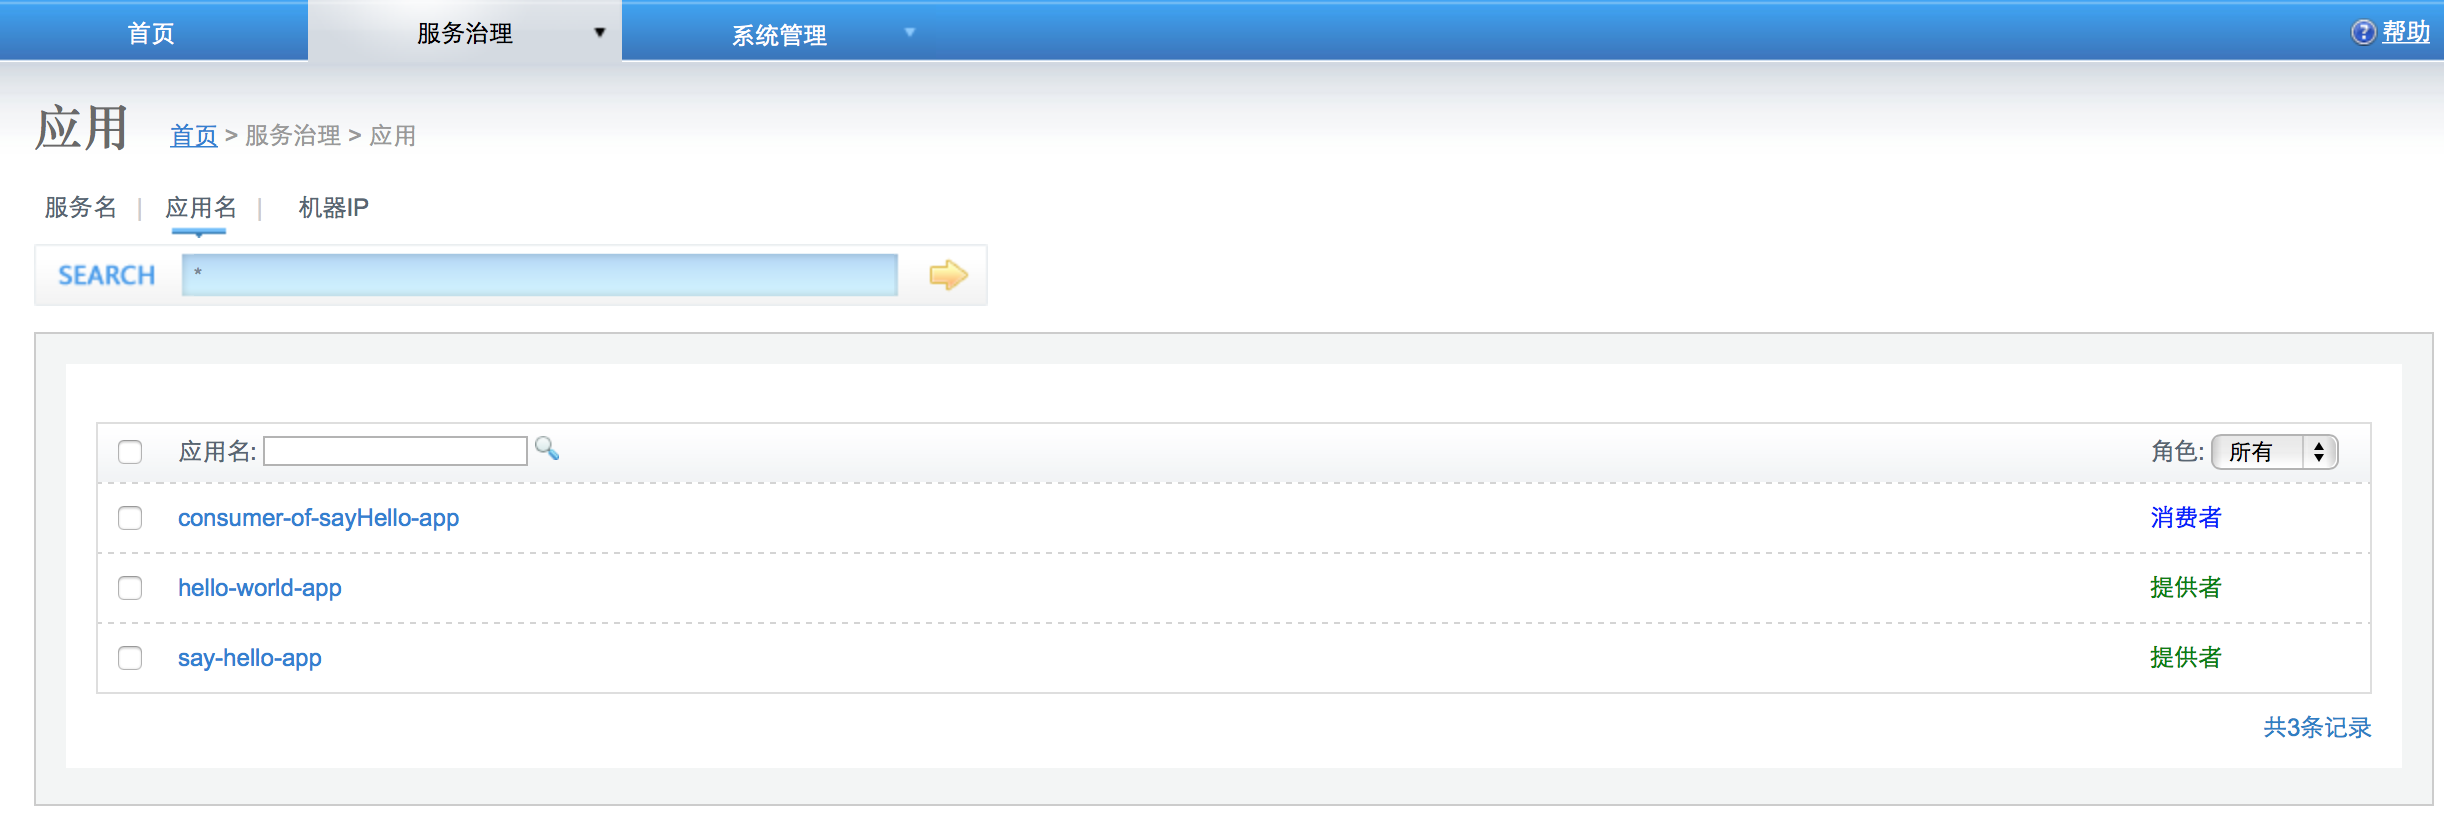 首页 服务治理 ▼ 系统管理 ▼ ? 帮助
应用 首页 > 服务治理 > 应用
服务名 | 应用名 | 机器IP
SEARCH *
应用名: 角色: 所有
consumer-of-sayHello-app 消费者
hello-world-app 提供者
say-hello-app 提供者
共3条记录